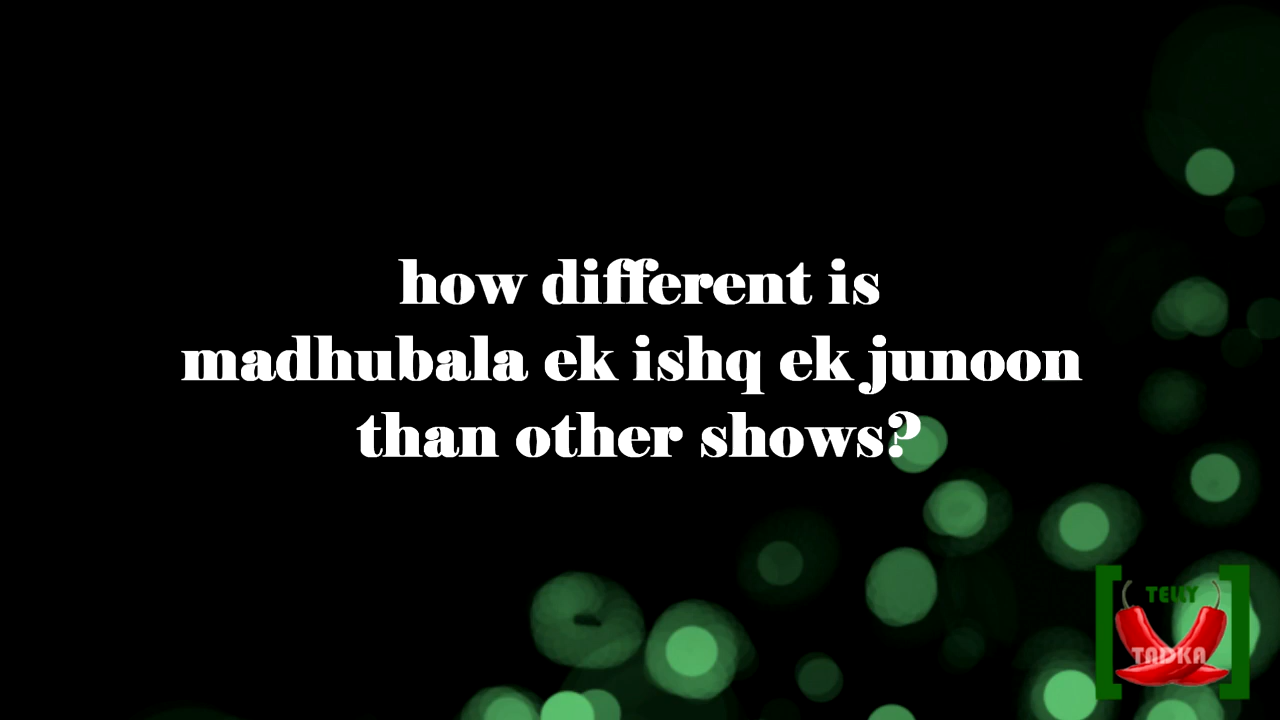 how different is
madhubala ek ishq ek junoon
than other shows?
TELLY
TADKA